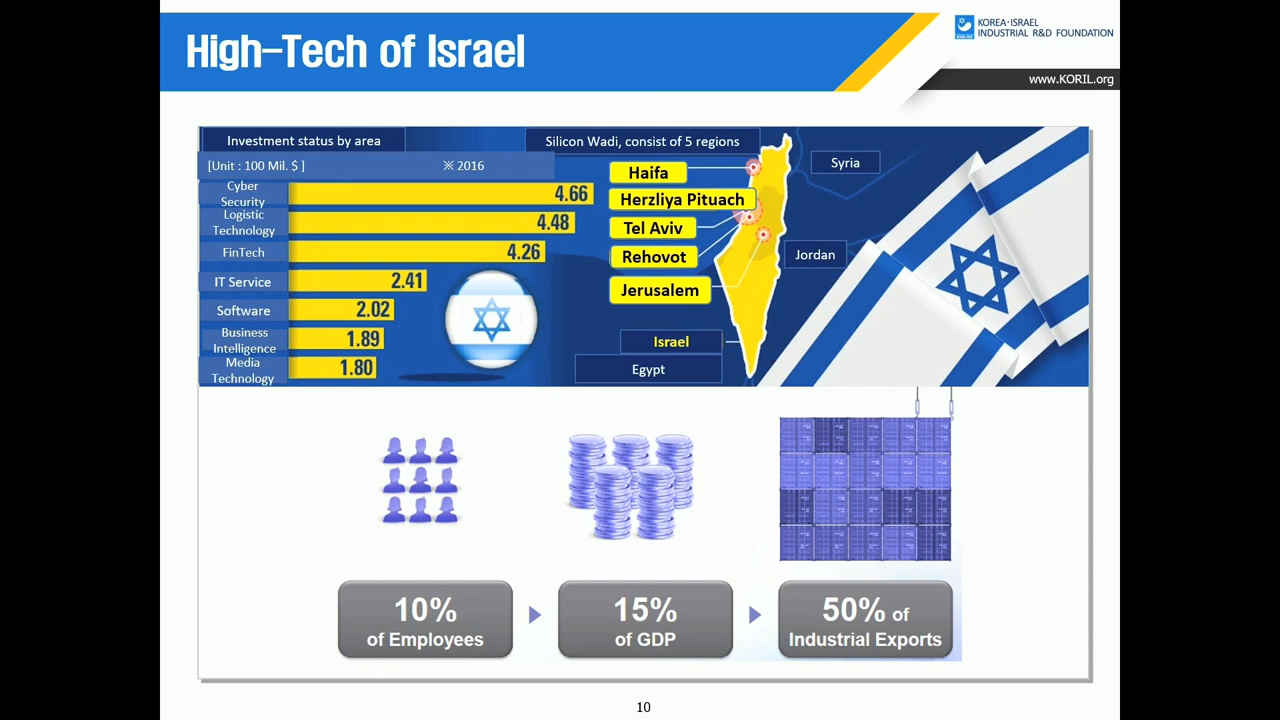 High-Tech of Israel
KOREA·ISRAEL
INDUSTRIAL R&D FOUNDATION
www.KORIL.org
Investment status by area
[Unit : 100 Mil. $ ]
※ 2016
Cyber
Security
4.66
Logistic
Technology
4.48
FinTech
4.26
IT Service
2.41
Software
2.02
Business
Intelligence
1.89
Media
Technology
1.80
Silicon Wadi, consist of 5 regions
Haifa
Herzliya Pituach
Tel Aviv
Rehovot
Jerusalem
Syria
Jordan
Israel
Egypt
10%
of Employees
15%
of GDP
50% of
Industrial Exports
10